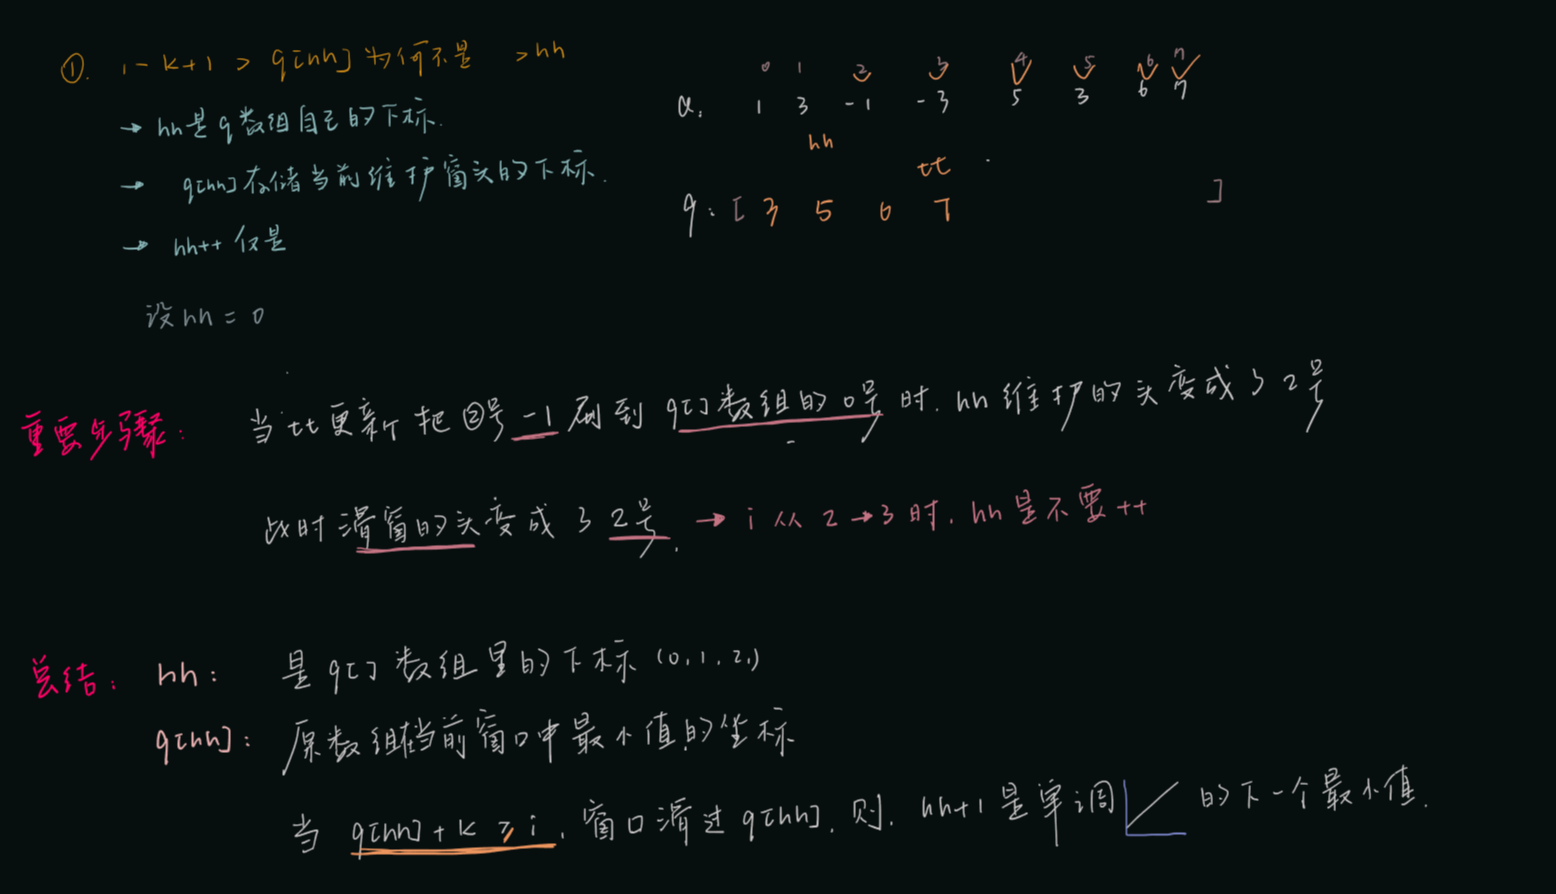 ①. i - k+1 > q[hh] 为何不是 >hh
→ hh是q数组自己的下标.
→ q[hh]存储当前维护窗头的下标.
→ hh++ 仅是
设hh = 0
0 1 2 3 4 5 6 7
a: 1 3 -1 -3 5 3 6 7
hh
tt
q: [ 3 5 6 7 ]
重要步骤: 当tt更新把②号 -1 刷到 q[]数组的0号时. hh维护的头变成了2号
此时滑窗的头变成了2号. → i 从 2→3时. hh是不要++
总结: hh: 是q[]数组里的下标(0,1,2,)
q[hh]: 原数组在当前窗口中最小值的坐标
当 q[hh]+k ≥ i, 窗口滑过q[hh]. 则. hh+1是单调 的下一个最小值.